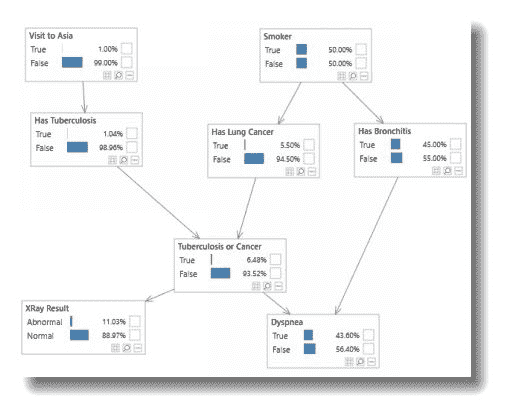 Visit to Asia
True 1.00%
False 99.00%
Smoker
True 50.00%
False 50.00%
Has Tuberculosis
True 1.04%
False 98.96%
Has Lung Cancer
True 5.50%
False 94.50%
Has Bronchitis
True 45.00%
False 55.00%
Tuberculosis or Cancer
True 6.48%
False 93.52%
XRay Result
Abnormal 11.03%
Normal 88.97%
Dyspnea
True 43.60%
False 56.40%